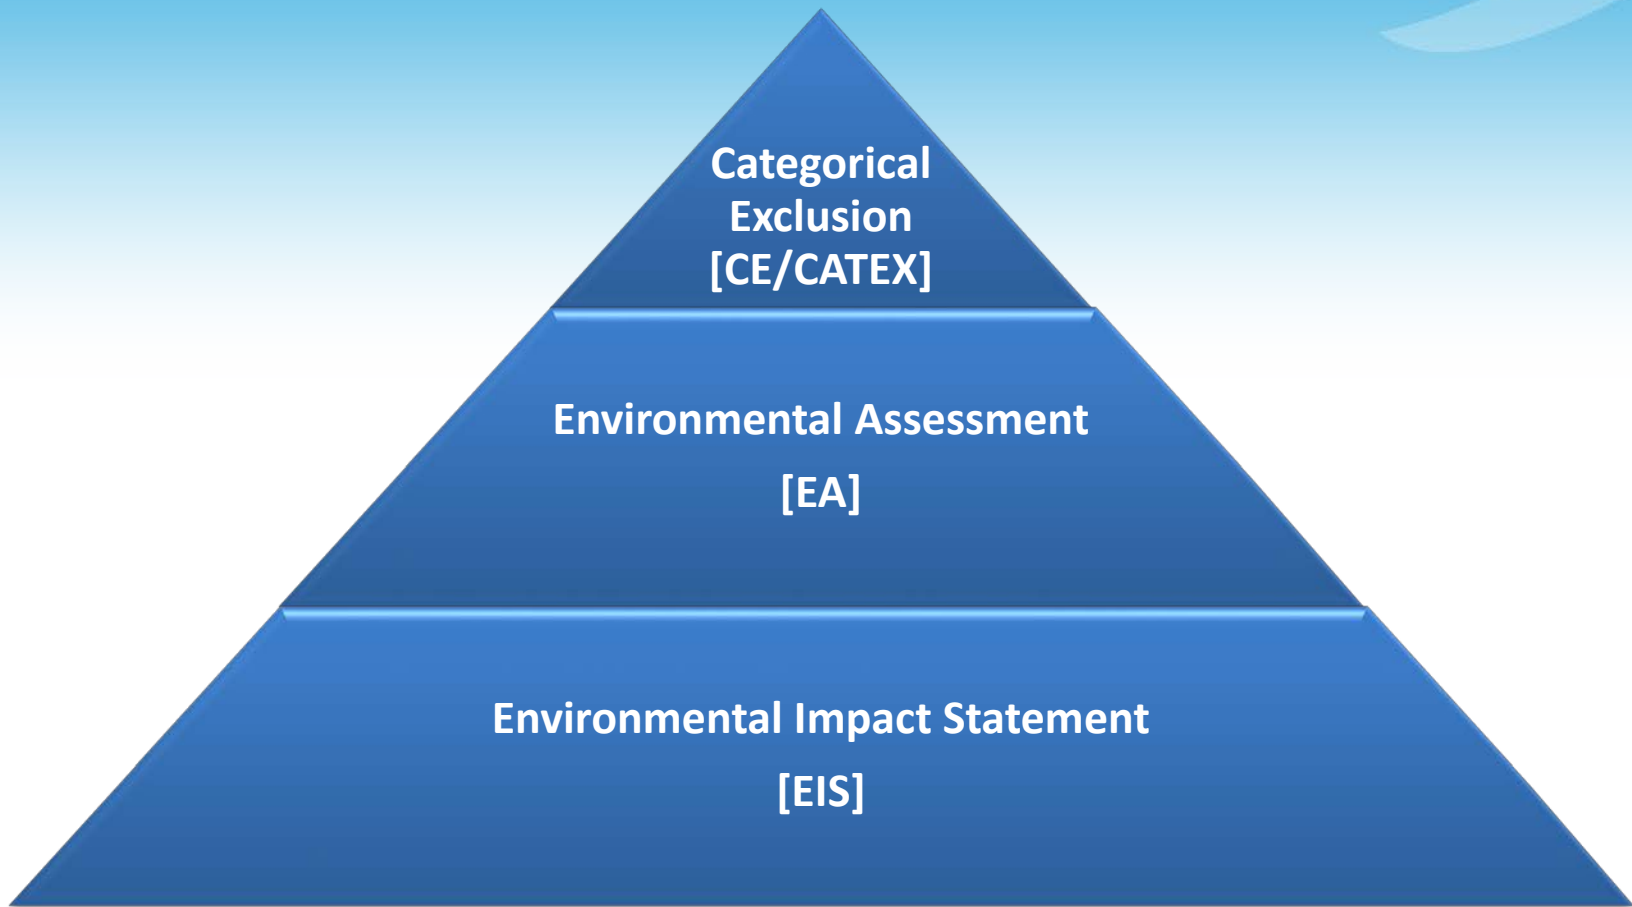 Categorical
Exclusion
[CE/CATEX]
Environmental Assessment
[EA]
Environmental Impact Statement
[EIS]